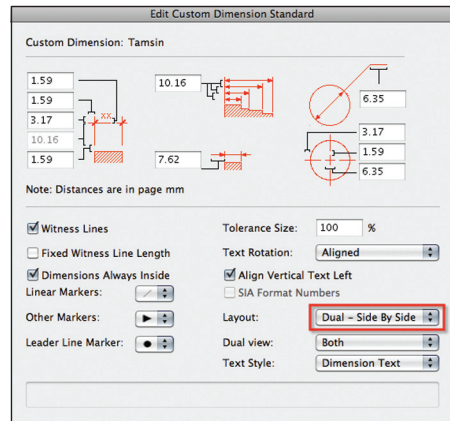 Edit Custom Dimension Standard
Custom Dimension: Tamsin
1.59
1.59
3.17
10.16
1.59
XX
10.16
7.62
6.35
3.17
1.59
6.35
Note: Distances are in page mm
Witness Lines
Fixed Witness Line Length
Dimensions Always Inside
Linear Markers:
Other Markers:
Leader Line Marker:
Tolerance Size: 100 %
Text Rotation: Aligned
Align Vertical Text Left
SIA Format Numbers
Layout: Dual - Side By Side
Dual view: Both
Text Style: Dimension Text